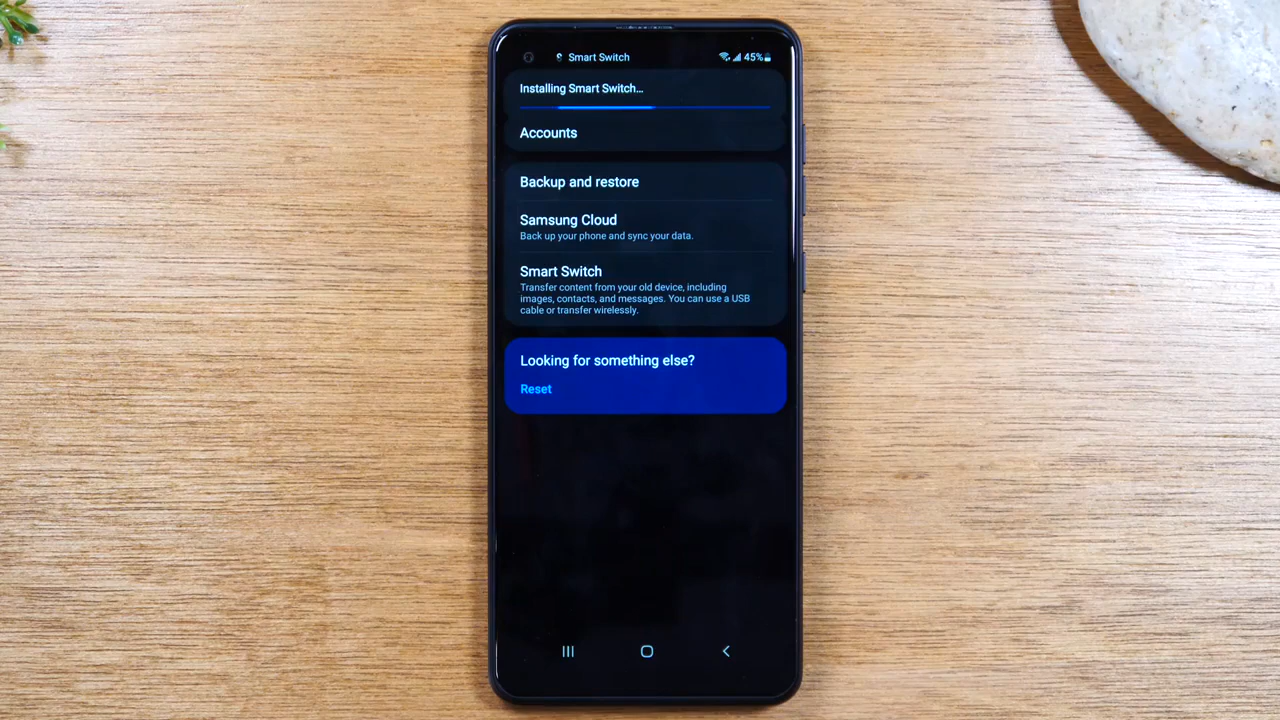 Smart Switch
45%
Installing Smart Switch...
Accounts
Backup and restore
Samsung Cloud
Back up your phone and sync your data.
Smart Switch
Transfer content from your old device, including
images, contacts, and messages. You can use a USB
cable or transfer wirelessly.
Looking for something else?
Reset